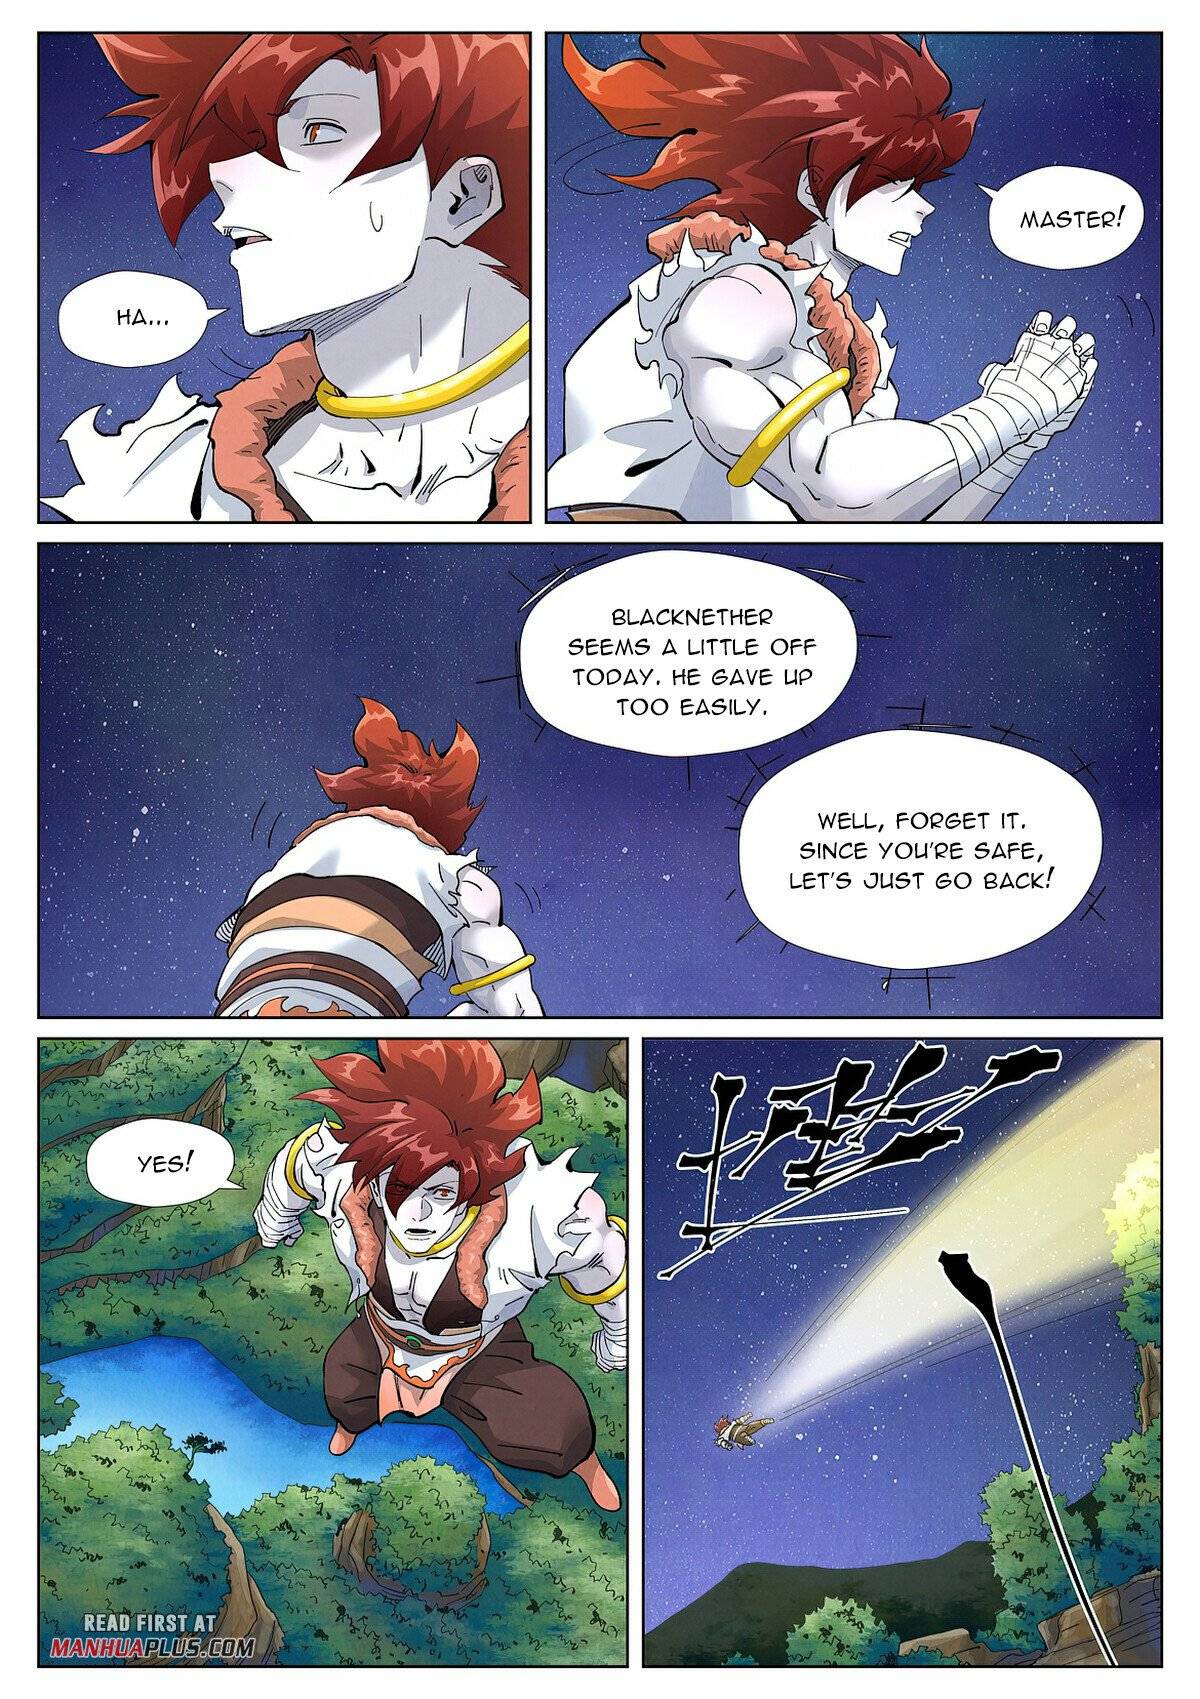 HA...
MASTER!
BLACKNETHER
SEEMS A LITTLE OFF
TODAY. HE GAVE UP
TOO EASILY.
WELL, FORGET IT.
SINCE YOU'RE SAFE,
LET'S JUST GO BACK!
YES!
READ FIRST AT
MANHUAPLUS.COM